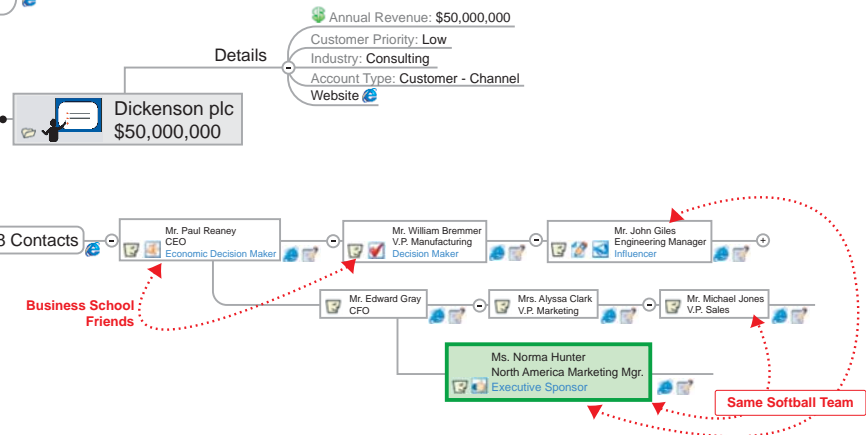 Annual Revenue: $50,000,000
Customer Priority: Low
Details
Industry: Consulting
Account Type: Customer - Channel
Website
Dickenson plc
$50,000,000
3 Contacts
Mr. Paul Reaney
CEO
Economic Decision Maker
Mr. William Bremmer
V.P. Manufacturing
Decision Maker
Mr. John Giles
Engineering Manager
Influencer
Business School
Friends
Mr. Edward Gray
CFO
Mrs. Alyssa Clark
V.P. Marketing
Mr. Michael Jones
V.P. Sales
Ms. Norma Hunter
North America Marketing Mgr.
Executive Sponsor
Same Softball Team